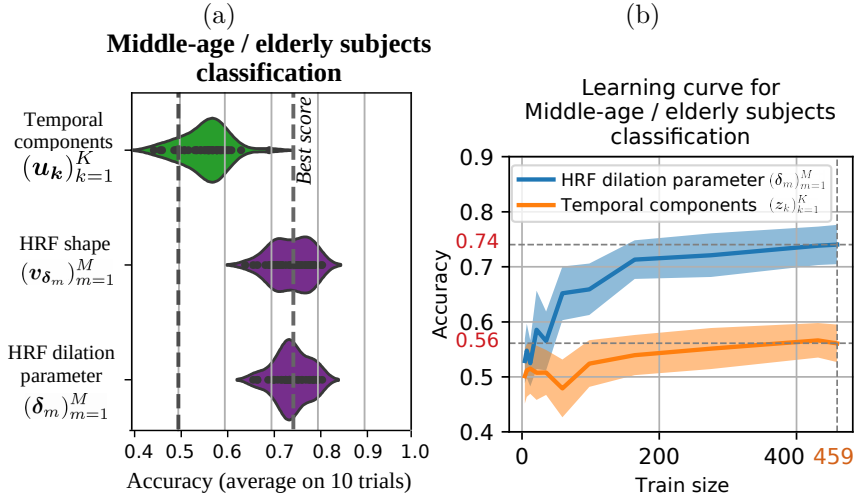 (a)
Middle-age / elderly subjects
classification
Temporal
components
$(u_k)_{k=1}^K$
HRF shape
$(v_{\delta_m})_{m=1}^M$
HRF dilation
parameter
$(\delta_m)_{m=1}^M$
Best score
0.4 0.5 0.6 0.7 0.8 0.9 1.0
Accuracy (average on 10 trials)
(b)
Learning curve for
Middle-age / elderly subjects
classification
HRF dilation parameter $(\delta_m)_{m=1}^M$
Temporal components $(z_k)_{k=1}^K$
Accuracy
0.9
0.8
0.74
0.7
0.6
0.56
0.5
0.4
0 200 400 459
Train size